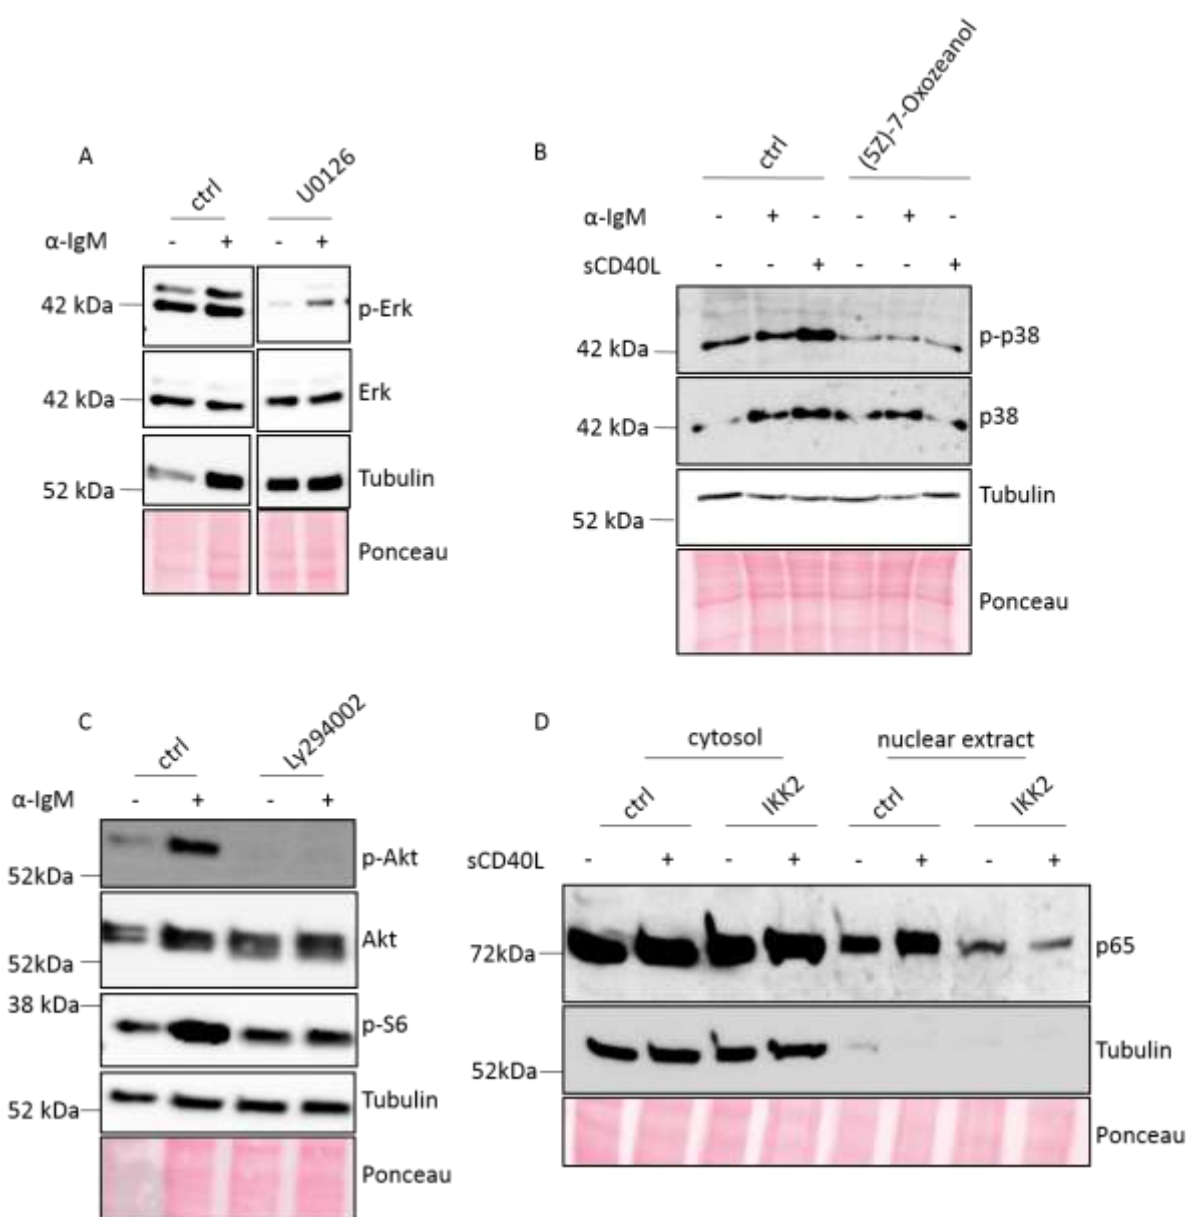 A
ctrl
U0126
α-IgM - + - +
42 kDa
p-Erk
42 kDa
Erk
52 kDa
Tubulin
Ponceau
B
ctrl
(5Z)-7-Oxozeanol
α-IgM - + - - + -
sCD40L - - + - - +
42 kDa
p-p38
42 kDa
p38
52 kDa
Tubulin
Ponceau
C
ctrl
Ly294002
α-IgM - + - +
52kDa
p-Akt
52kDa
Akt
38 kDa
p-S6
52 kDa
Tubulin
Ponceau
D
cytosol
nuclear extract
ctrl
IKK2
ctrl
IKK2
sCD40L - + - + - + - +
72kDa
p65
52kDa
Tubulin
Ponceau